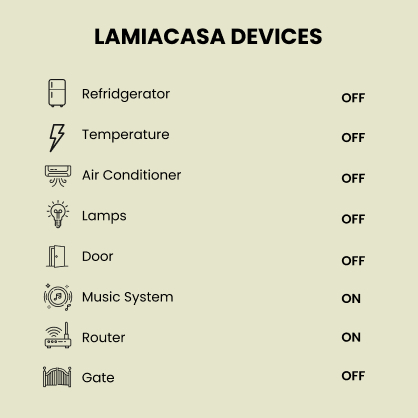 LAMIACASA DEVICES
Refridgerator OFF
Temperature OFF
Air Conditioner OFF
Lamps OFF
Door OFF
Music System ON
Router ON
Gate OFF